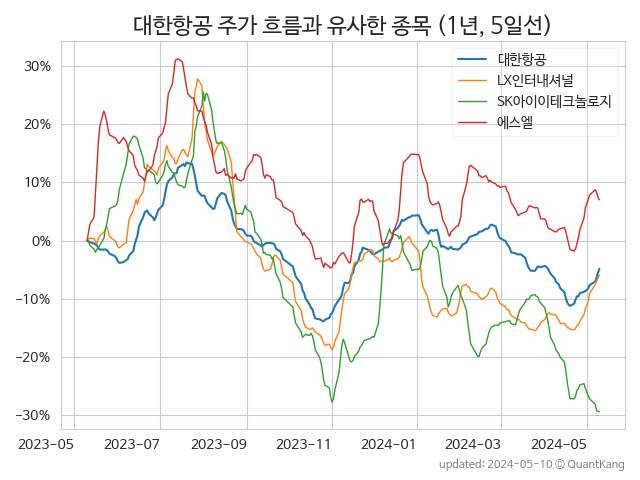 대한항공 주가 흐름과 유사한 종목 (1년, 5일선)
대한항공
LX인터내셔널
SK아이이테크놀로지
에스엘
30%
20%
10%
0%
−10%
−20%
−30%
2023-05 2023-07 2023-09 2023-11 2024-01 2024-03 2024-05
updated: 2024-05-10 ⓒ QuantKang